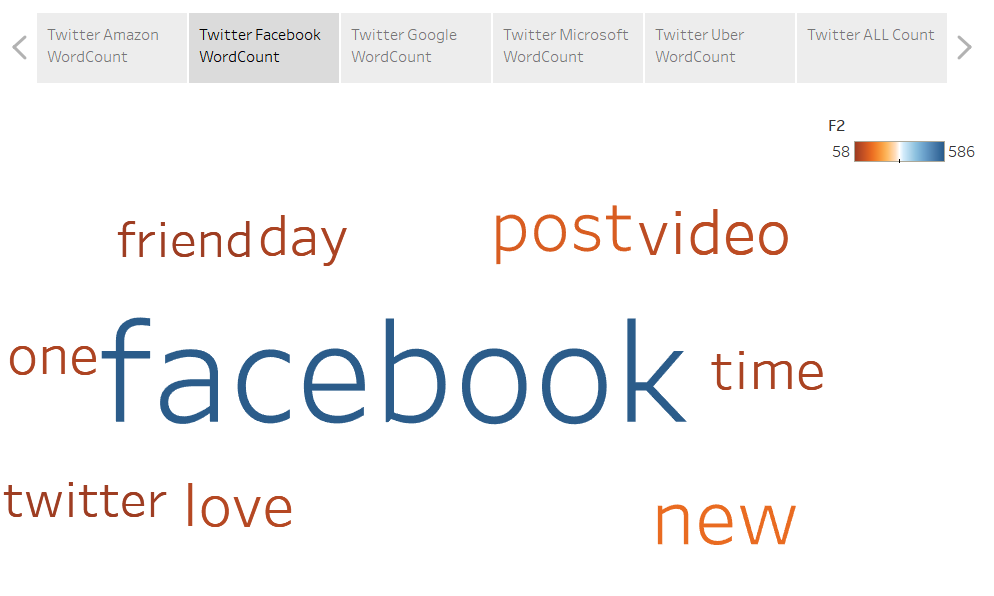 Twitter Amazon
WordCount
Twitter Facebook
WordCount
Twitter Google
WordCount
Twitter Microsoft
WordCount
Twitter Uber
WordCount
Twitter ALL Count
F2
58 586
friend day post video
one facebook time
twitter love new